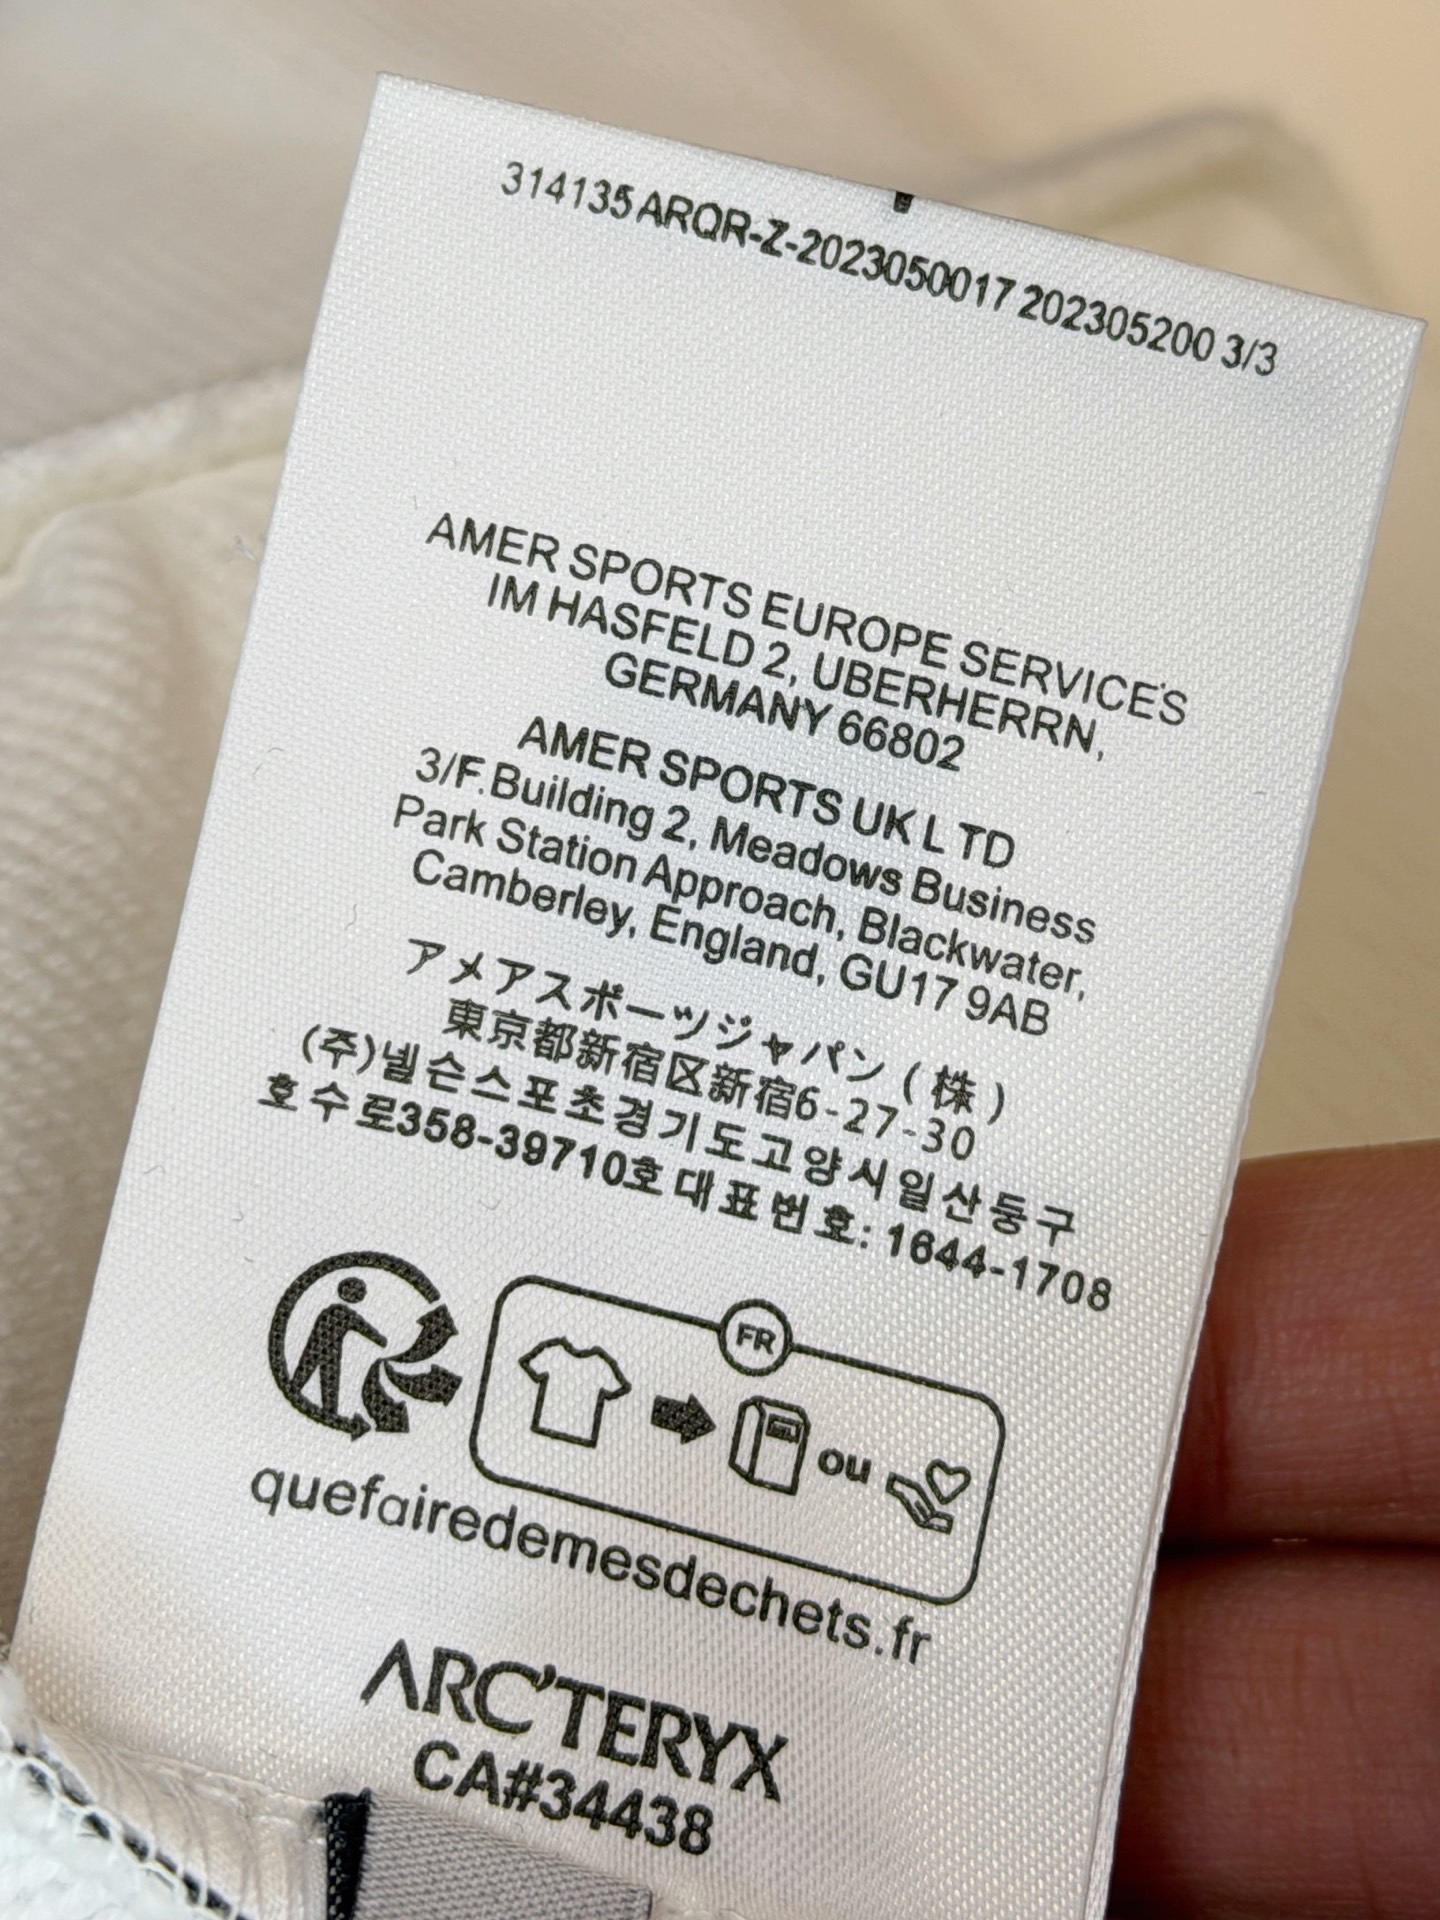 314135 ARQR-Z-2023050017 202305200 3/3
AMER SPORTS EUROPE SERVICES
IM HASFELD 2, UBERHERRN,
GERMANY 66802
AMER SPORTS UK L TD
3/F.Building 2, Meadows Business
Park Station Approach, Blackwater,
Camberley, England, GU17 9AB
アメアスポーツジャパン(株)
東京都新宿区新宿6-27-30
(주)넬슨스포츠경기도고양시일산동구
호수로358-39710호대표번호: 1644-1708
FR
ou
quefairedemesdechets.fr
ARC'TERYX
CA#34438